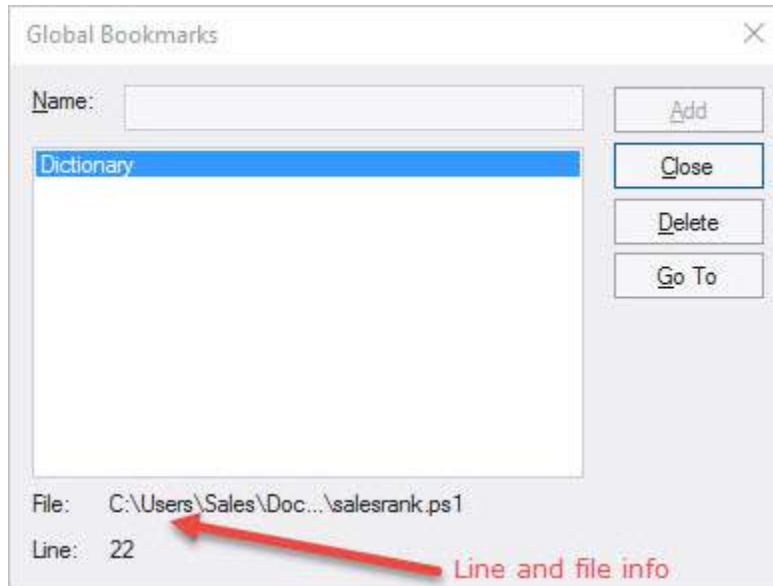 Global Bookmarks
Name:
Add
Dictionary
Close
Delete
Go To
File: C:\Users\Sales\Doc...\salesrank.ps1
Line: 22
Line and file info